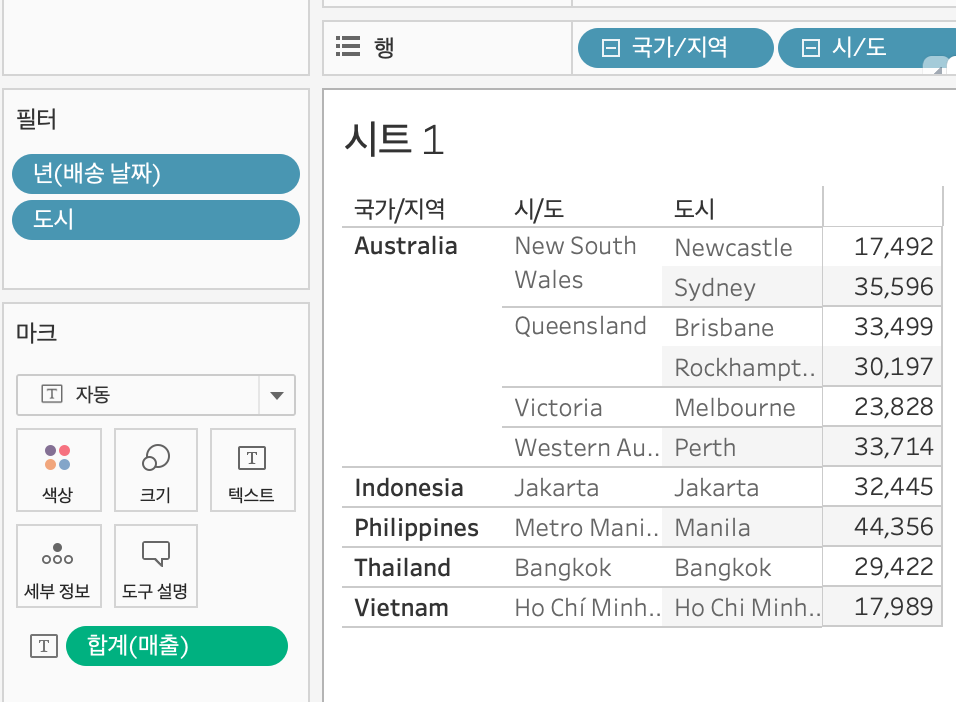 행
국가/지역 시/도
필터
년(배송 날짜)
도시
마크
자동
색상 크기 텍스트
세부 정보 도구 설명
합계(매출)
시트 1
국가/지역 시/도 도시
Australia New South Wales Newcastle 17,492
Sydney 35,596
Queensland Brisbane 33,499
Rockhampt.. 30,197
Victoria Melbourne 23,828
Western Au.. Perth 33,714
Indonesia Jakarta Jakarta 32,445
Philippines Metro Mani.. Manila 44,356
Thailand Bangkok Bangkok 29,422
Vietnam Ho Chí Minh.. Ho Chi Minh.. 17,989